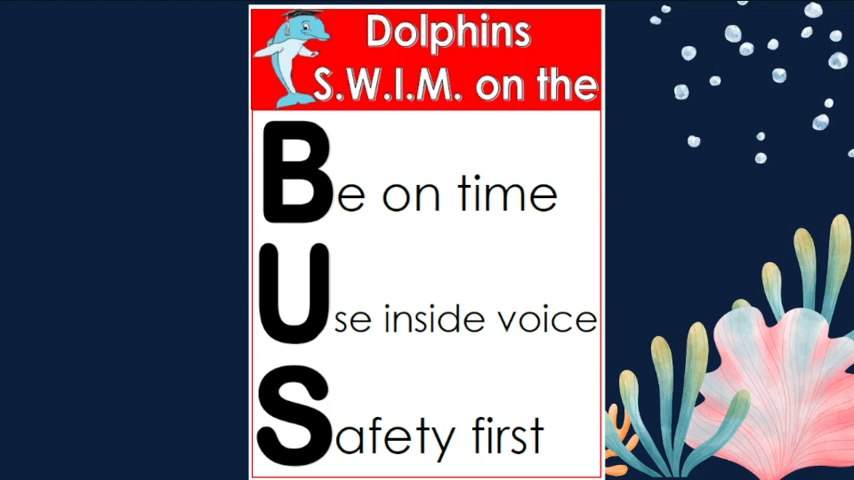 Dolphins
S.W.I.M. on the
Be on time
Use inside voice
Safety first